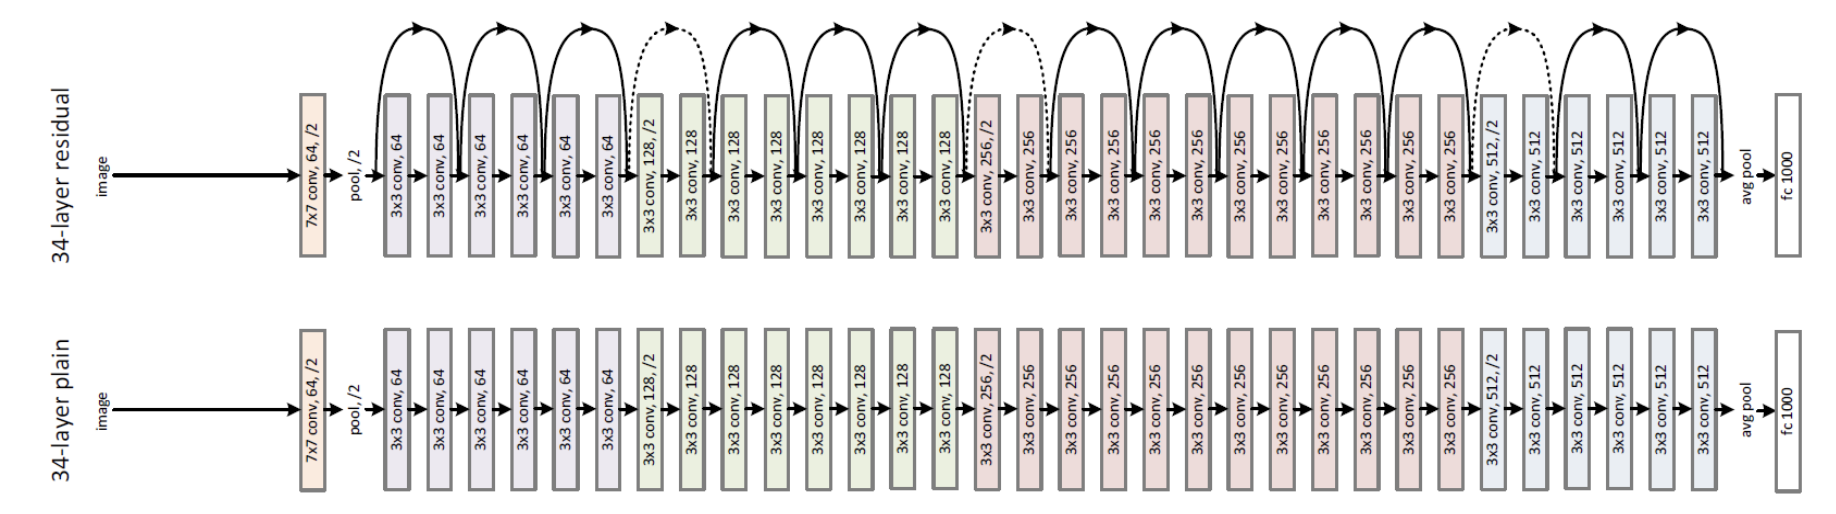 34-layer residual
image
7x7 conv, 64, /2
pool, /2
3x3 conv, 64
3x3 conv, 64
3x3 conv, 64
3x3 conv, 64
3x3 conv, 64
3x3 conv, 64
3x3 conv, 128, /2
3x3 conv, 128
3x3 conv, 128
3x3 conv, 128
3x3 conv, 128
3x3 conv, 128
3x3 conv, 128
3x3 conv, 128
3x3 conv, 256, /2
3x3 conv, 256
3x3 conv, 256
3x3 conv, 256
3x3 conv, 256
3x3 conv, 256
3x3 conv, 256
3x3 conv, 256
3x3 conv, 256
3x3 conv, 256
3x3 conv, 256
3x3 conv, 256
3x3 conv, 512, /2
3x3 conv, 512
3x3 conv, 512
3x3 conv, 512
3x3 conv, 512
3x3 conv, 512
avg pool
fc 1000
34-layer plain
image
7x7 conv, 64, /2
pool, /2
3x3 conv, 64
3x3 conv, 64
3x3 conv, 64
3x3 conv, 64
3x3 conv, 64
3x3 conv, 64
3x3 conv, 128, /2
3x3 conv, 128
3x3 conv, 128
3x3 conv, 128
3x3 conv, 128
3x3 conv, 128
3x3 conv, 128
3x3 conv, 128
3x3 conv, 256, /2
3x3 conv, 256
3x3 conv, 256
3x3 conv, 256
3x3 conv, 256
3x3 conv, 256
3x3 conv, 256
3x3 conv, 256
3x3 conv, 256
3x3 conv, 256
3x3 conv, 256
3x3 conv, 256
3x3 conv, 512, /2
3x3 conv, 512
3x3 conv, 512
3x3 conv, 512
3x3 conv, 512
3x3 conv, 512
avg pool
fc 1000